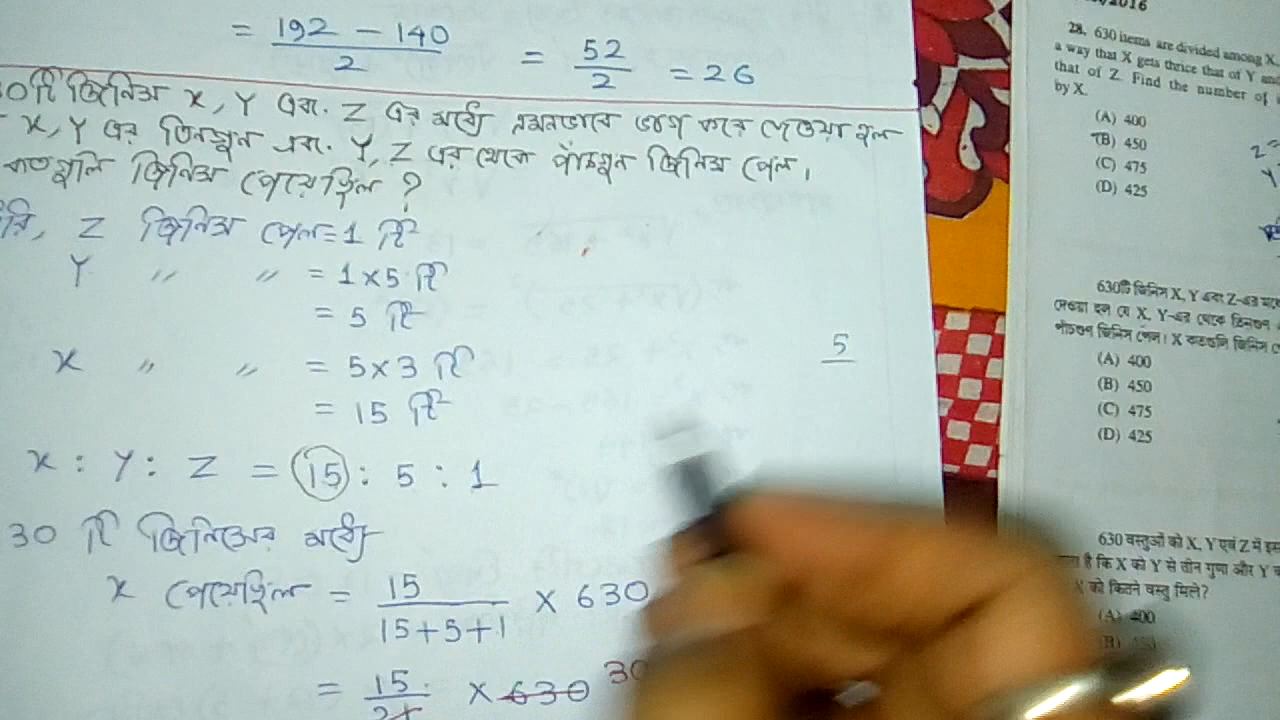 = 192 - 140 / 2 = 52 / 2 = 26
0টি জিনিস X, Y এবং Z এর মধ্যে এমনভাবে ভাগ করে দেওয়া হল
X, Y এর তিনগুন এবং Y, Z এর থেকে পাঁচগুন জিনিস পেল।
কতগুলি জিনিস পেয়েছিল ?
রি, Z জিনিস পেল = 1 টি
Y " " = 1 × 5 টি
= 5 টি
X " " = 5 × 3 টি
= 15 টি
5
X : Y : Z = 15 : 5 : 1
30 টি জিনিসের মধ্যে
X পেয়েছিল = 15 / 15 + 5 + 1 × 630
= 15 / 21 × 630 30
/2016
28. 630 items are divided among X,
a way that X gets thrice that of Y and
that of Z. Find the number of
by X.
(A) 400
(B) 450
(C) 475
(D) 425
630টি জিনিস X, Y এবং Z-এর মধ্যে
দেওয়া হল যে X, Y-এর থেকে তিনগুণ
পাঁচগুণ জিনিস পেল। X কতগুলি জিনিস
(A) 400
(B) 450
(C) 475
(D) 425
630 वस्तुओं को X, Y एवं Z में इस
है कि X को Y से तीन गुणा और Y
को कितने वस्तु मिले?
(A) 400